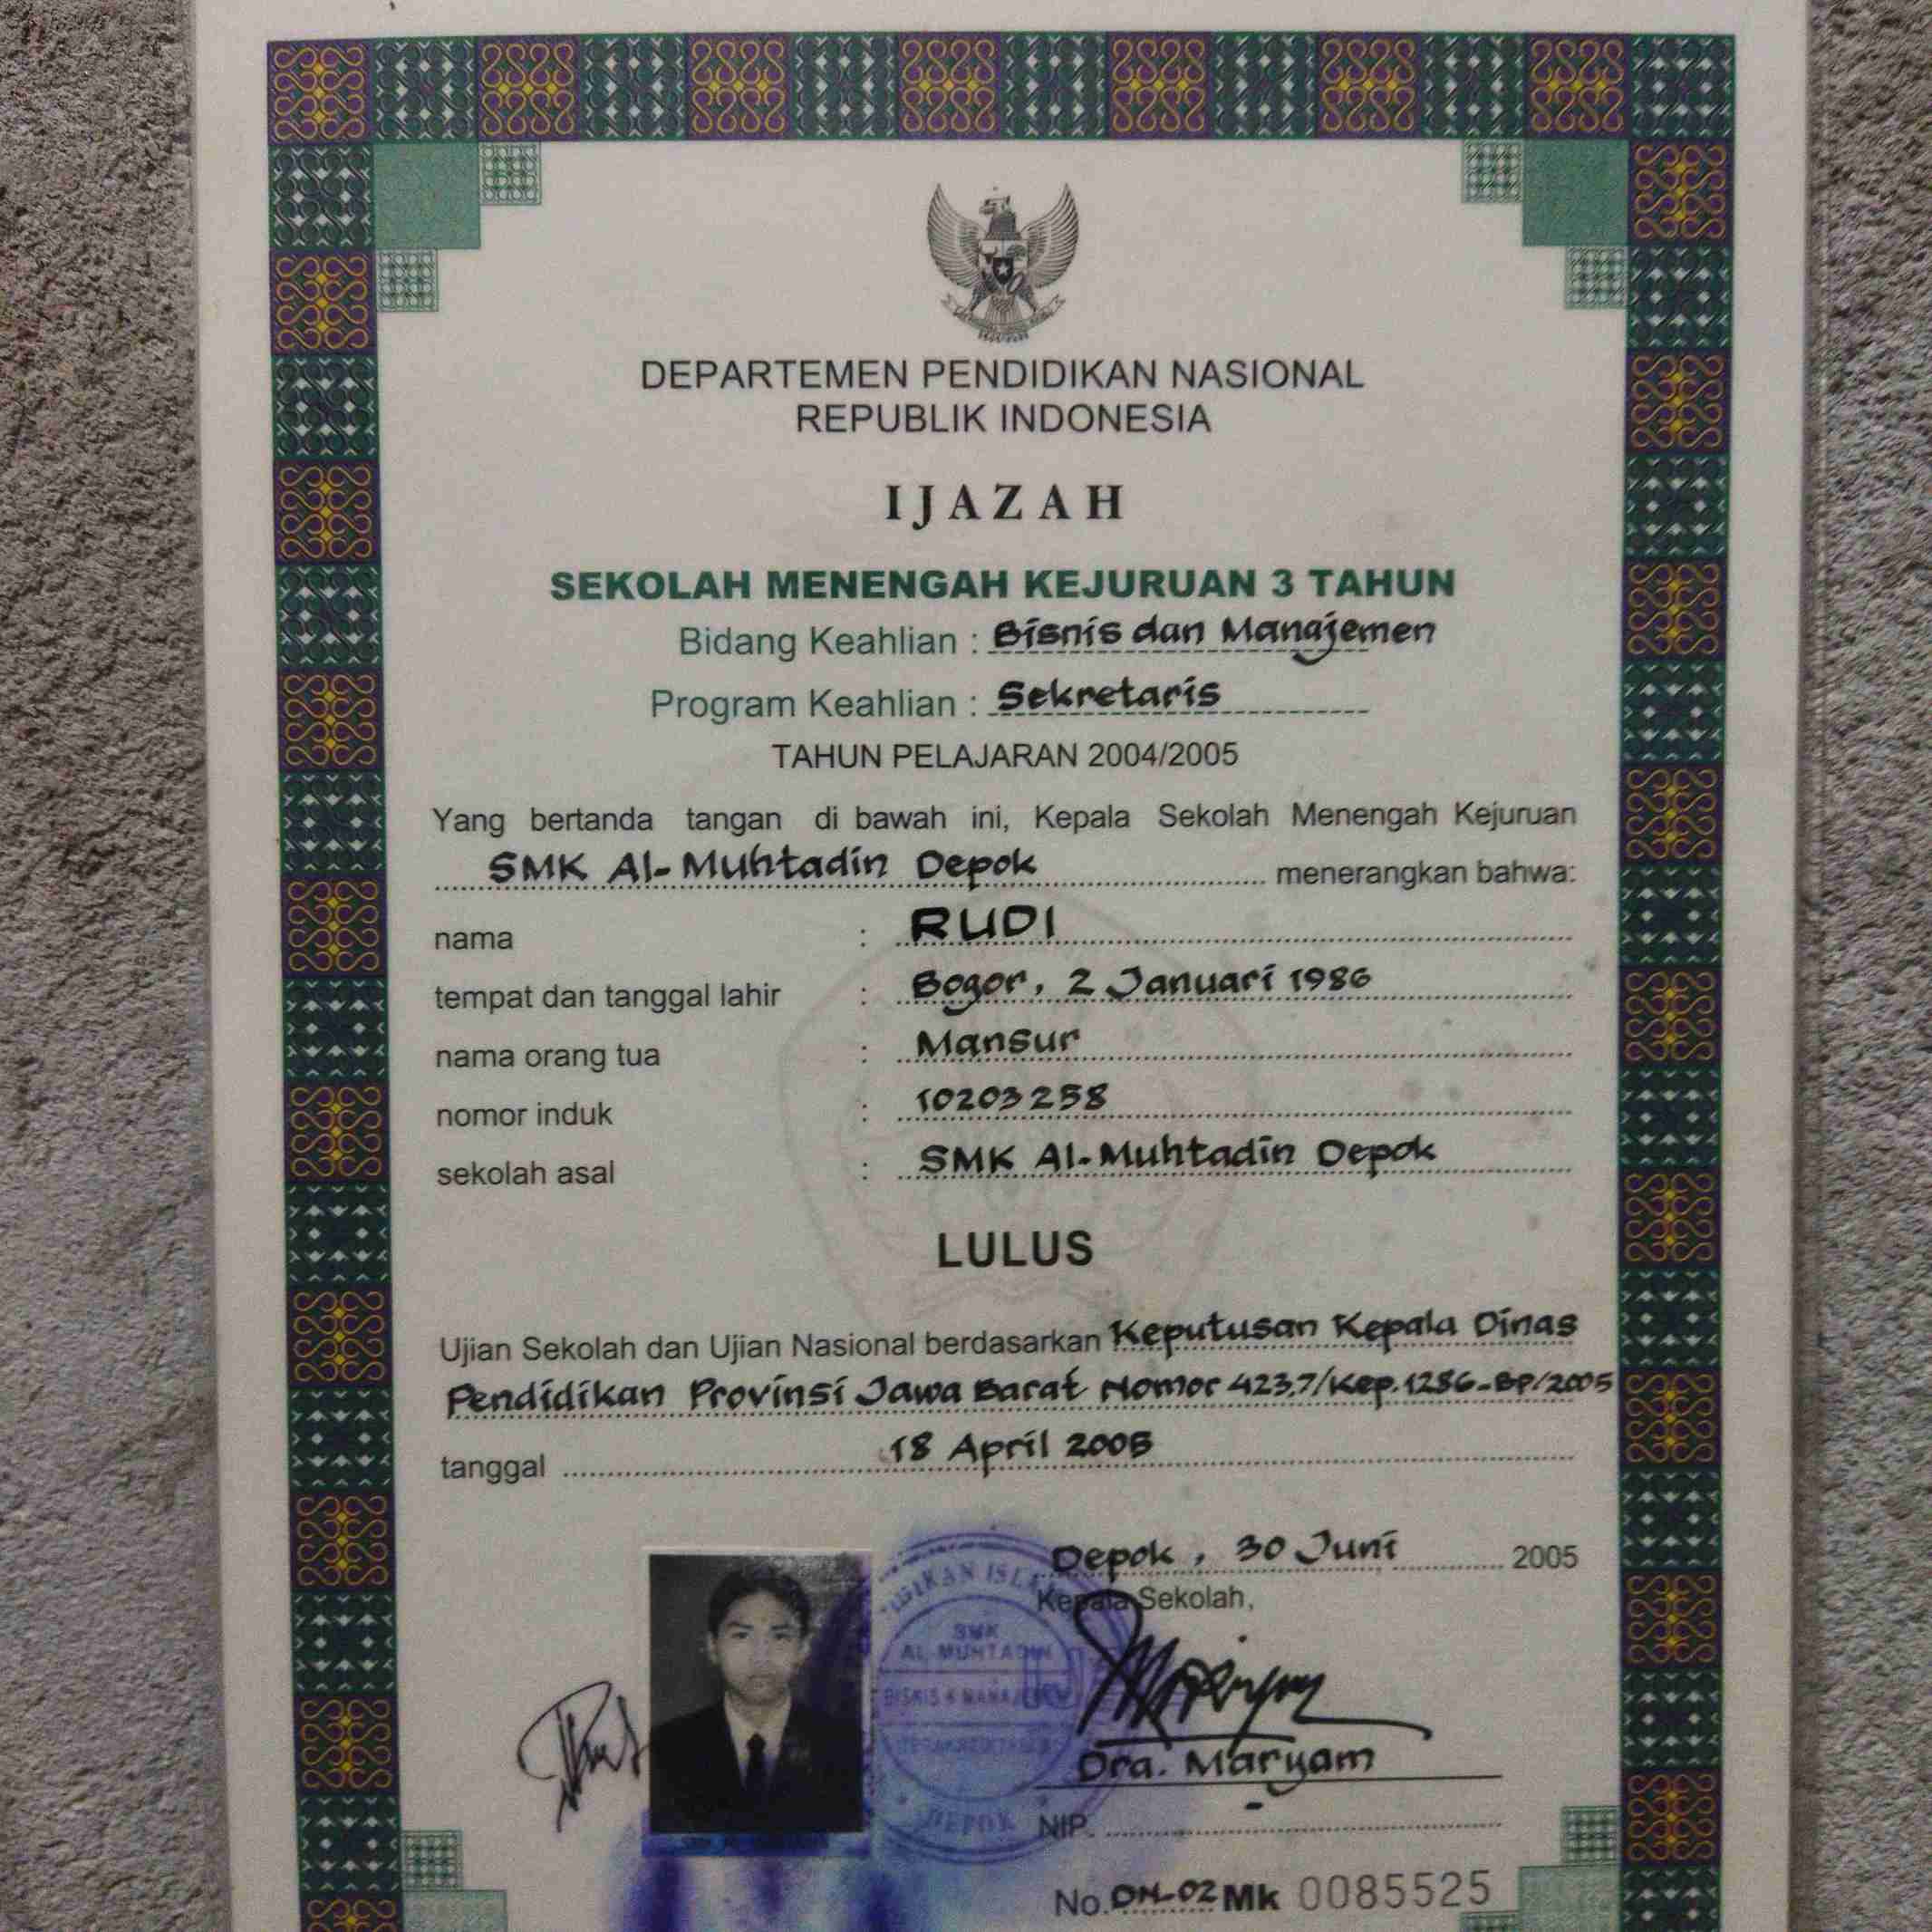 DEPARTEMEN PENDIDIKAN NASIONAL
REPUBLIK INDONESIA
IJAZAH
SEKOLAH MENENGAH KEJURUAN 3 TAHUN
Bidang Keahlian : Bisnis dan Manajemen
Program Keahlian : Sekretaris
TAHUN PELAJARAN 2004/2005
Yang bertanda tangan di bawah ini, Kepala Sekolah Menengah Kejuruan
SMK Al-Muhtadin Depok menerangkan bahwa:
nama : RUDI
tempat dan tanggal lahir : Bogor, 2 Januari 1986
nama orang tua : Mansur
nomor induk : 10203258
sekolah asal : SMK Al-Muhtadin Depok
LULUS
Ujian Sekolah dan Ujian Nasional berdasarkan Keputusan Kepala Dinas
Pendidikan Provinsi Jawa Barat Nomor 423.7/Kep.1286-BP/2005
tanggal 18 April 2005
Depok, 30 Juni 2005
Kepala Sekolah,
SMK
AL MUHTADIN
BISNIS & MANAJEMEN
DEPOK
Dra. Maryam
NIP. -
No. DN-02 Mk 0085525